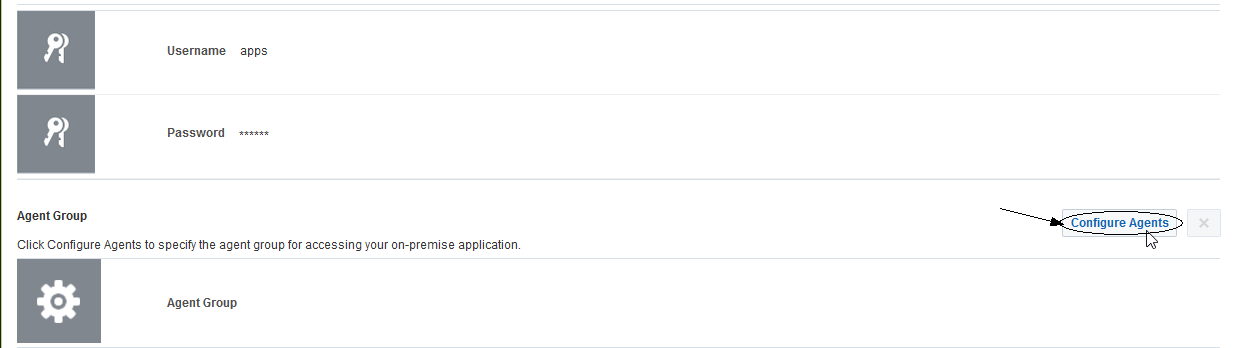 Username apps
Password ******
Agent Group
Configure Agents
Click Configure Agents to specify the agent group for accessing your on-premise application.
Agent Group